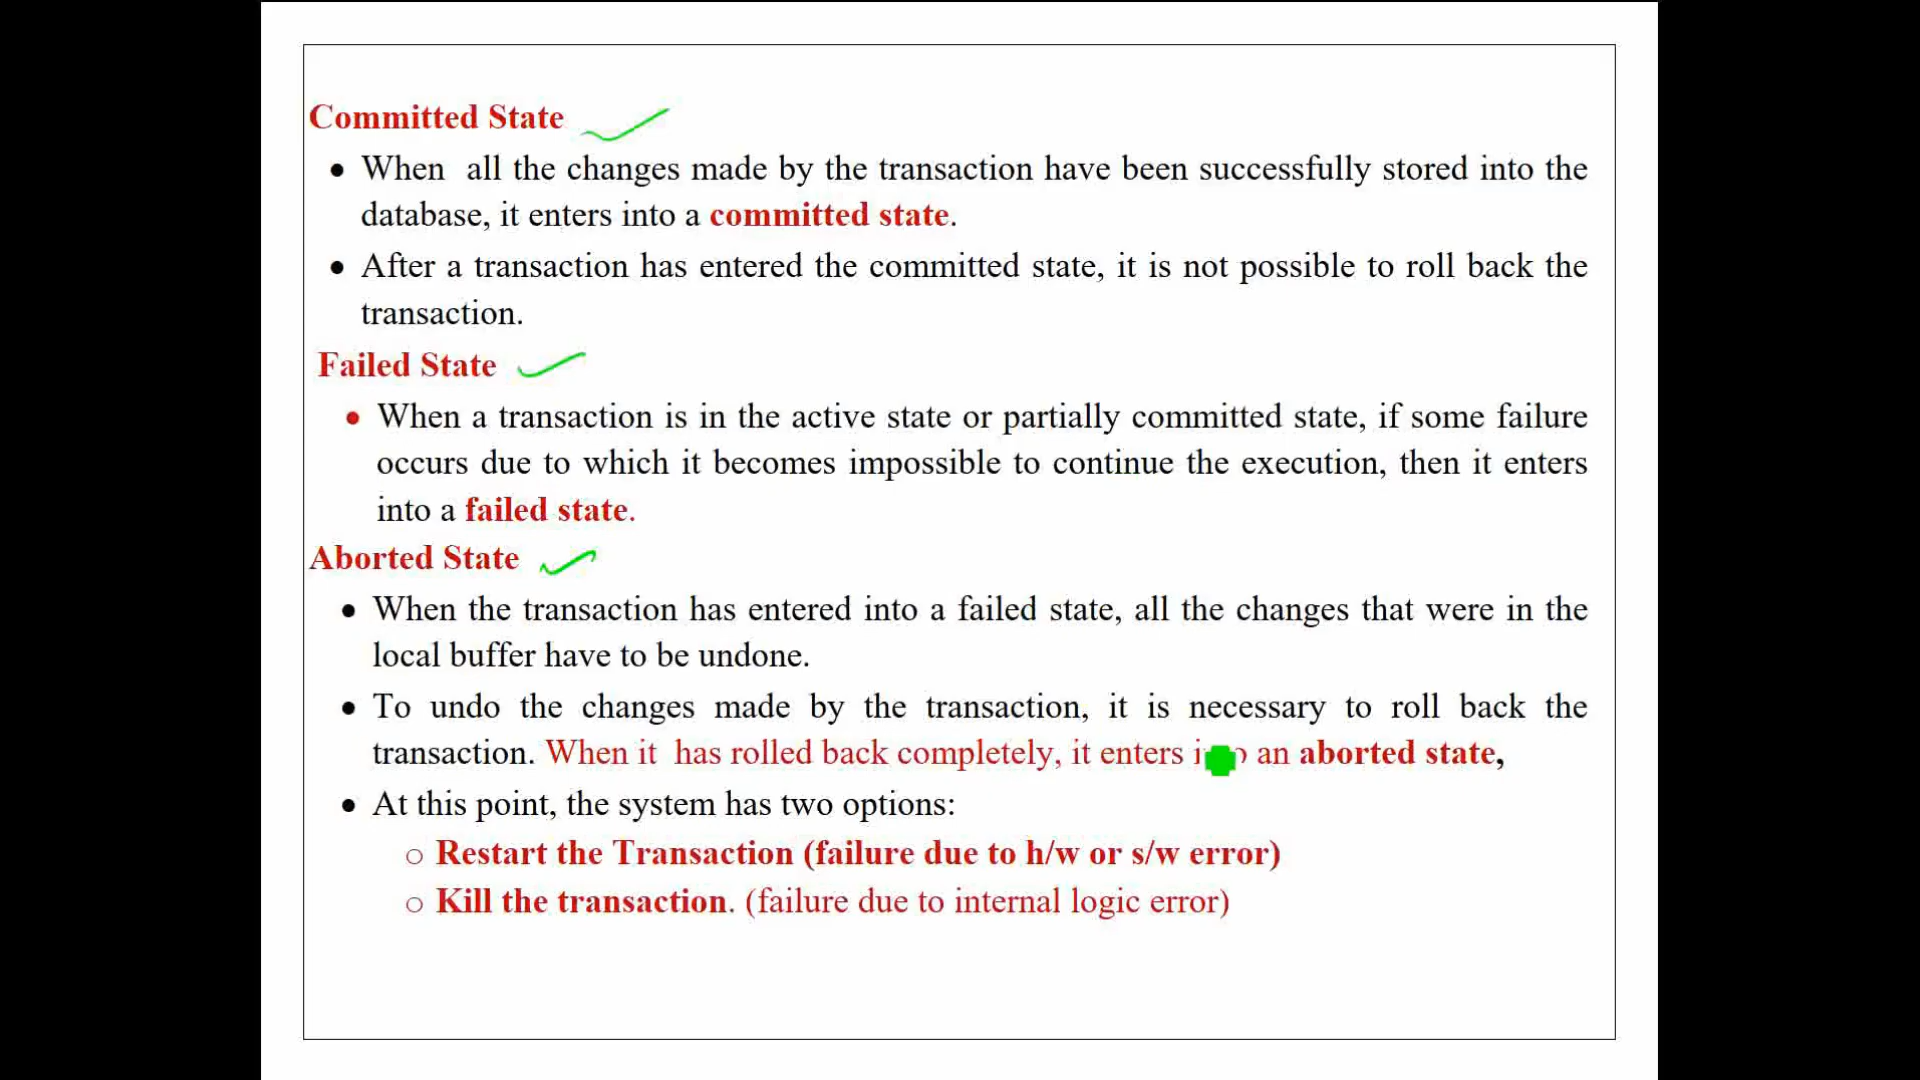 Committed State
• When all the changes made by the transaction have been successfully stored into the
database, it enters into a committed state.
• After a transaction has entered the committed state, it is not possible to roll back the
transaction.
Failed State
• When a transaction is in the active state or partially committed state, if some failure
occurs due to which it becomes impossible to continue the execution, then it enters
into a failed state.
Aborted State
• When the transaction has entered into a failed state, all the changes that were in the
local buffer have to be undone.
• To undo the changes made by the transaction, it is necessary to roll back the
transaction. When it has rolled back completely, it enters into an aborted state,
• At this point, the system has two options:
○ Restart the Transaction (failure due to h/w or s/w error)
○ Kill the transaction. (failure due to internal logic error)